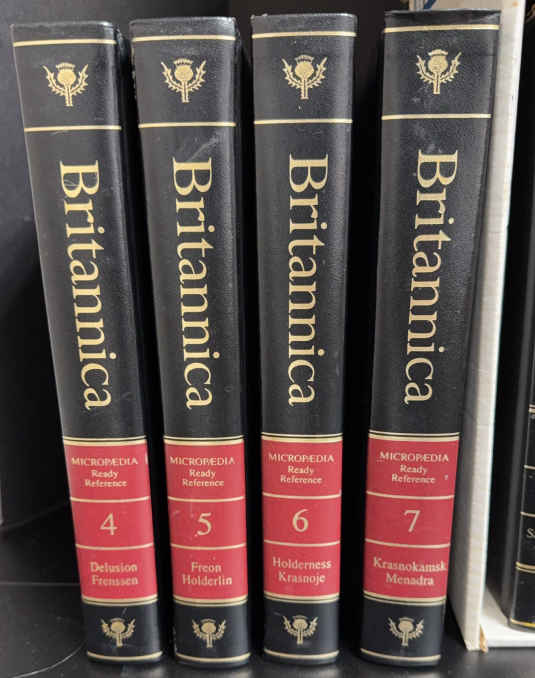 Britannica
MICROPÆDIA
Ready
Reference
4
Delusion
Frenssen
Britannica
MICROPÆDIA
Ready
Reference
5
Freon
Holderlin
Britannica
MICROPÆDIA
Ready
Reference
6
Holderness
Krasnoje
Britannica
MICROPÆDIA
Ready
Reference
7
Krasnokamsk
Menadra